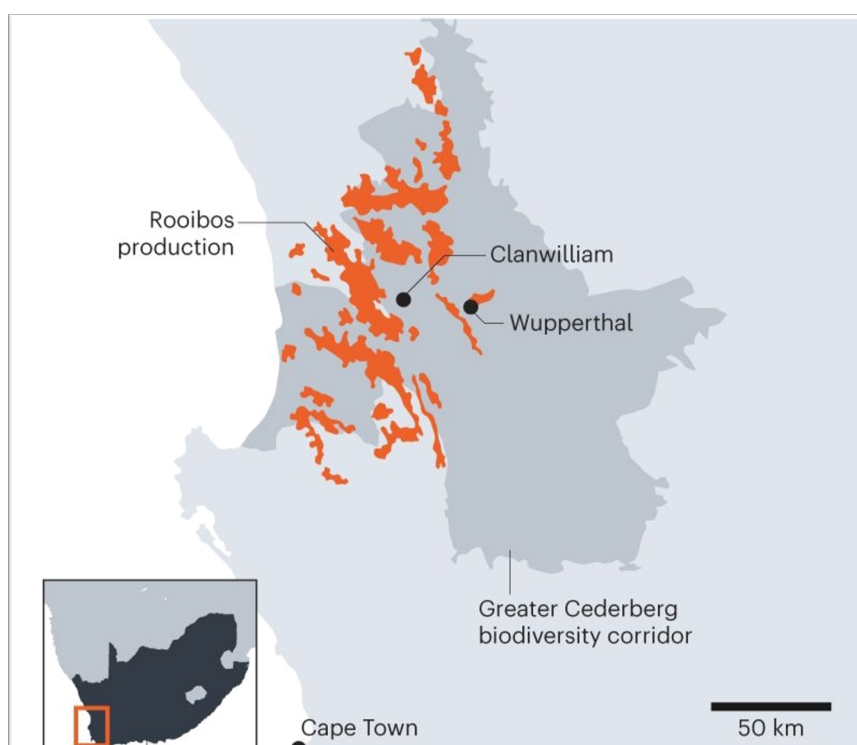 Rooibos
production
Clanwilliam
Wupperthal
Greater Cederberg
biodiversity corridor
Cape Town
50 km